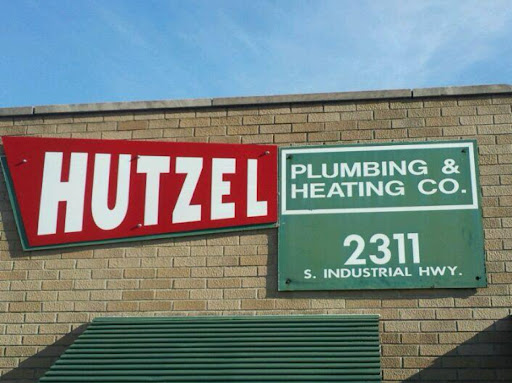 HUTZEL
PLUMBING &
HEATING CO.
2311
S. INDUSTRIAL HWY.